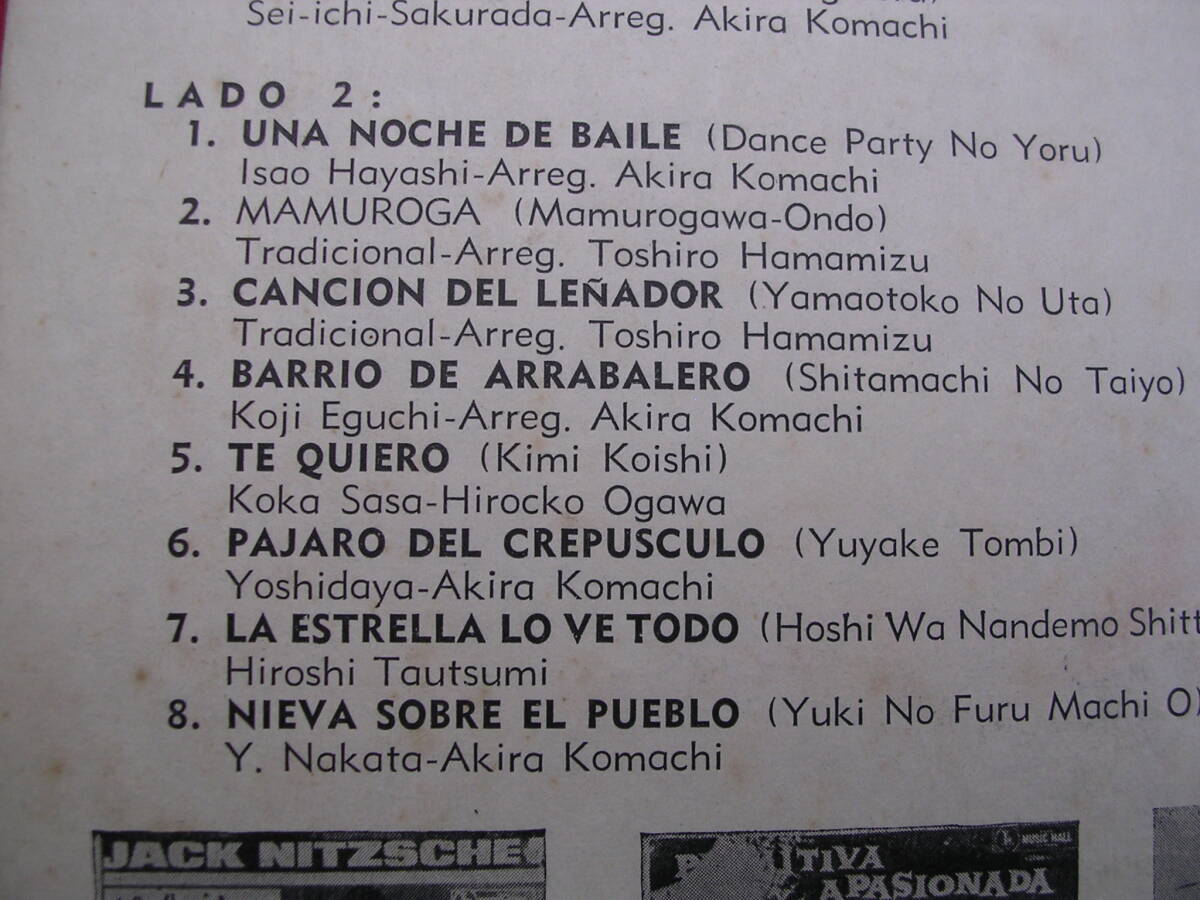 Sei-ichi-Sakurada-Arreg. Akira Komachi
LADO 2:
1. UNA NOCHE DE BAILE (Dance Party No Yoru)
Isao Hayashi-Arreg. Akira Komachi
2. MAMUROGA (Mamurogawa-Ondo)
Tradicional-Arreg. Toshiro Hamamizu
3. CANCION DEL LEÑADOR (Yamaotoko No Uta)
Tradicional-Arreg. Toshiro Hamamizu
4. BARRIO DE ARRABALERO (Shitamachi No Taiyo)
Koji Eguchi-Arreg. Akira Komachi
5. TE QUIERO (Kimi Koishi)
Koka Sasa-Hirocko Ogawa
6. PAJARO DEL CREPUSCULO (Yuyake Tombi)
Yoshidaya-Akira Komachi
7. LA ESTRELLA LO VE TODO (Hoshi Wa Nandemo Shitt
Hiroshi Tautsumi
8. NIEVA SOBRE EL PUEBLO (Yuki No Furu Machi O)
Y. Nakata-Akira Komachi
JACK NITZSCHE
MUSIC HALL
APASIONADA